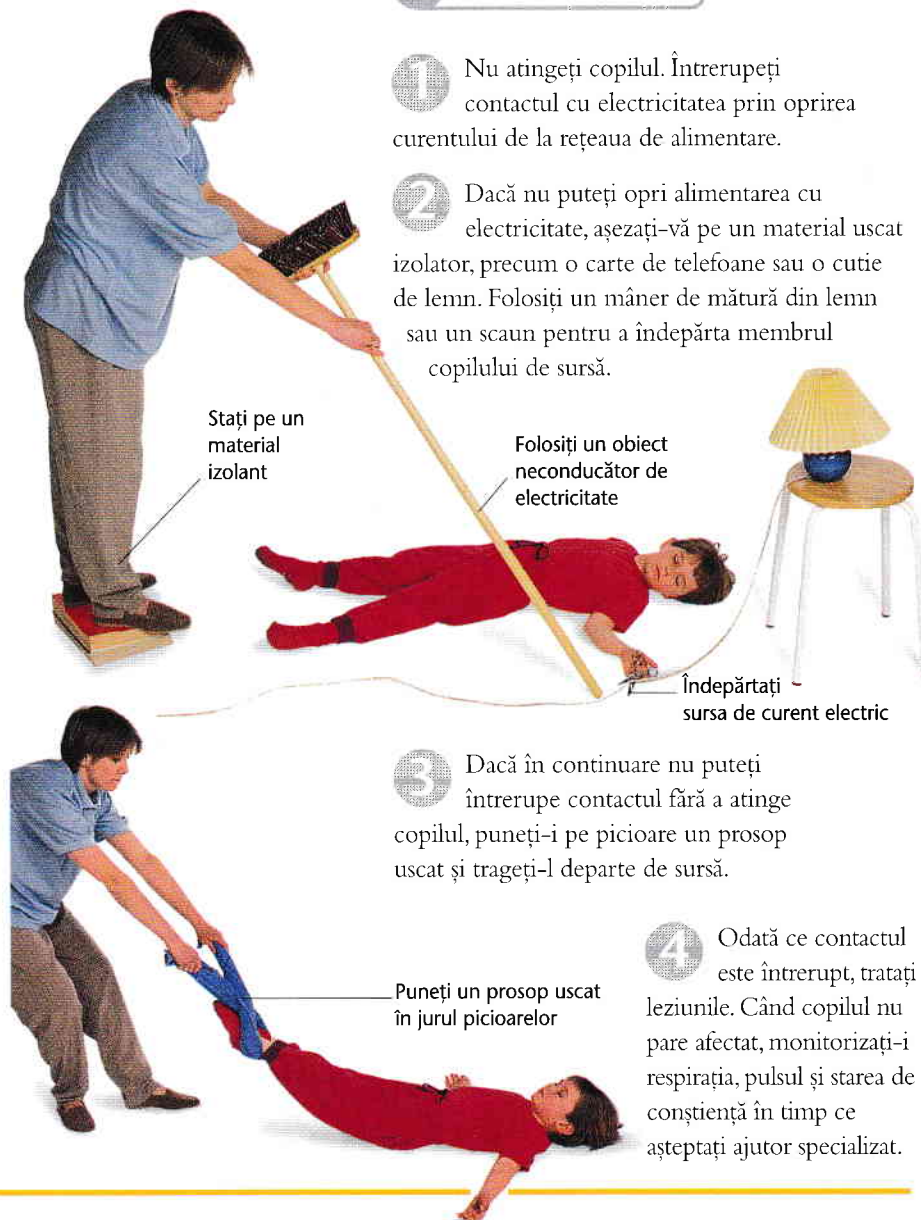 1 Nu atingeți copilul. Întrerupeți
contactul cu electricitatea prin oprirea
curentului de la rețeaua de alimentare.
2 Dacă nu puteți opri alimentarea cu
electricitate, așezați-vă pe un material uscat
izolator, precum o carte de telefoane sau o cutie
de lemn. Folosiți un mâner de mătură din lemn
sau un scaun pentru a îndepărta membrul
copilului de sursă.
Stați pe un
material
izolant
Folosiți un obiect
neconducător de
electricitate
Îndepărtați
sursa de curent electric
3 Dacă în continuare nu puteți
întrerupe contactul fără a atinge
copilul, puneți-i pe picioare un prosop
uscat și trageți-l departe de sursă.
Puneți un prosop uscat
în jurul picioarelor
4 Odată ce contactul
este întrerupt, tratați
leziunile. Când copilul nu
pare afectat, monitorizați-i
respirația, pulsul și starea de
conștiență în timp ce
așteptați ajutor specializat.